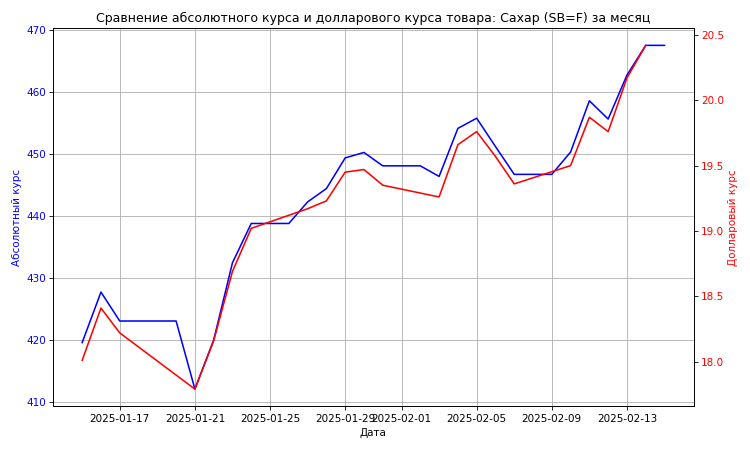 Сравнение абсолютного курса и долларового курса товара: Сахар (SB=F) за месяц
470
460
450
440
430
420
410
Абсолютный курс
20.5
20.0
19.5
19.0
18.5
18.0
Долларовый курс
2025-01-17 2025-01-21 2025-01-25 2025-01-29 2025-02-01 2025-02-05 2025-02-09 2025-02-13
Дата